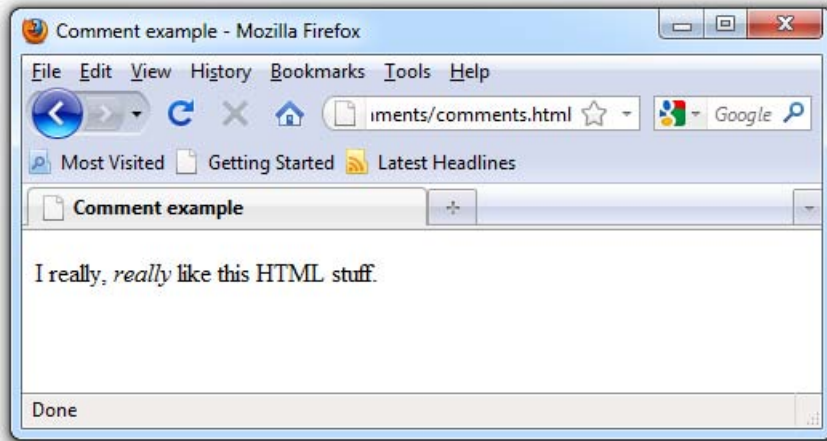 Comment example - Mozilla Firefox
File Edit View History Bookmarks Tools Help
ments/comments.html Google
Most Visited Getting Started Latest Headlines
Comment example
I really, really like this HTML stuff.
Done